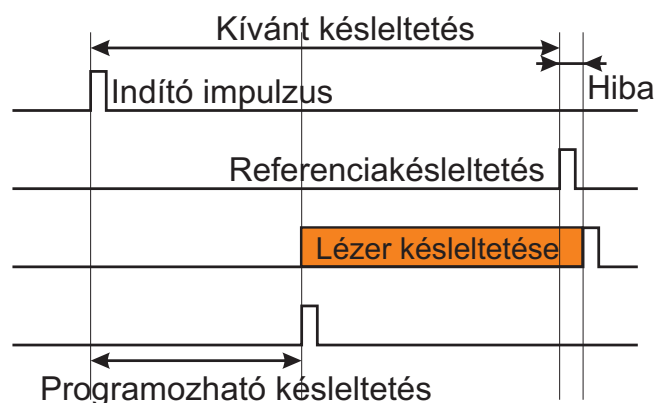 Kívánt késleltetés
Indító impulzus
Hiba
Referenciakésleltetés
Lézer késleltetése
Programozható késleltetés